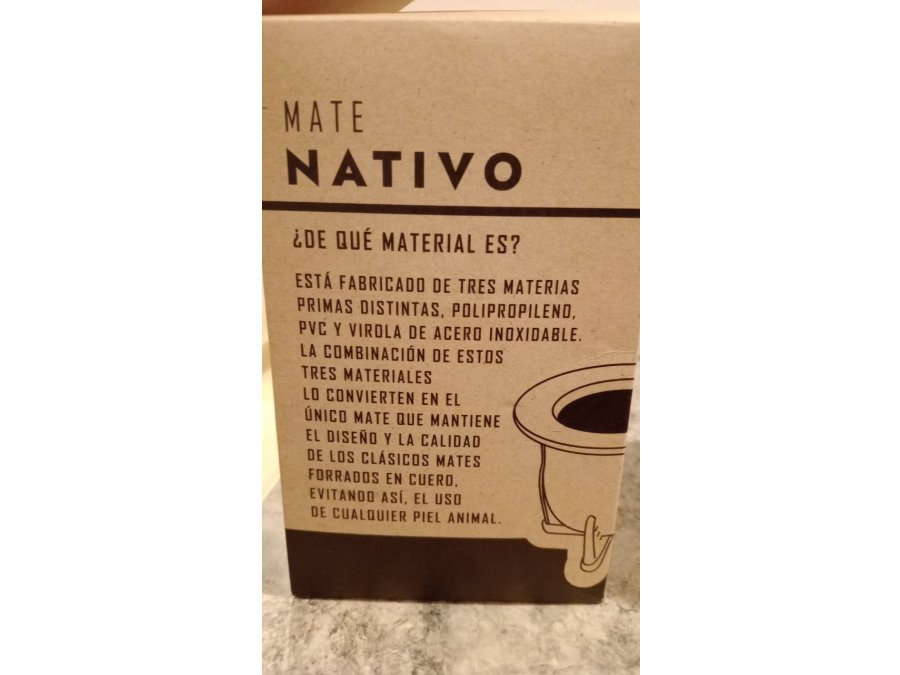 MATE
NATIVO
¿DE QUÉ MATERIAL ES?
ESTÁ FABRICADO DE TRES MATERIAS
PRIMAS DISTINTAS, POLIPROPILENO,
PVC Y VIROLA DE ACERO INOXIDABLE.
LA COMBINACIÓN DE ESTOS
TRES MATERIALES
LO CONVIERTEN EN EL
ÚNICO MATE QUE MANTIENE
EL DISEÑO Y LA CALIDAD
DE LOS CLÁSICOS MATES
FORRADOS EN CUERO,
EVITANDO ASÍ, EL USO
DE CUALQUIER PIEL ANIMAL.